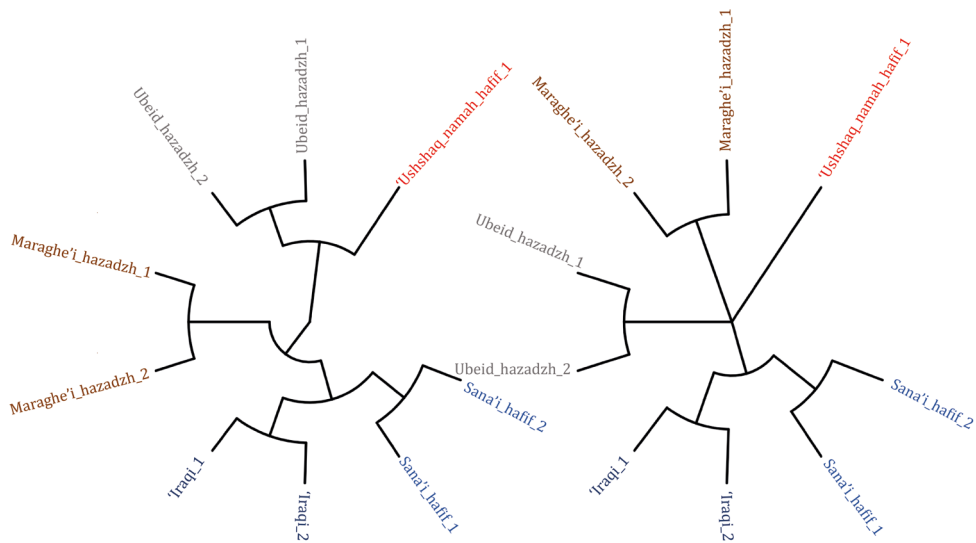 Ubeid_hazadzh_1
Ubeid_hazadzh_2
‘Ushshaq_namah_hafif_1
Maraghe’i_hazadzh_1
Maraghe’i_hazadzh_2
Sana’i_hafif_2
Sana’i_hafif_1
‘Iraqi_1
‘Iraqi_2
Maraghe’i_hazadzh_1
Maraghe’i_hazadzh_2
‘Ushshaq_namah_hafif_1
Ubeid_hazadzh_1
Ubeid_hazadzh_2
Sana’i_hafif_2
Sana’i_hafif_1
‘Iraqi_1
‘Iraqi_2